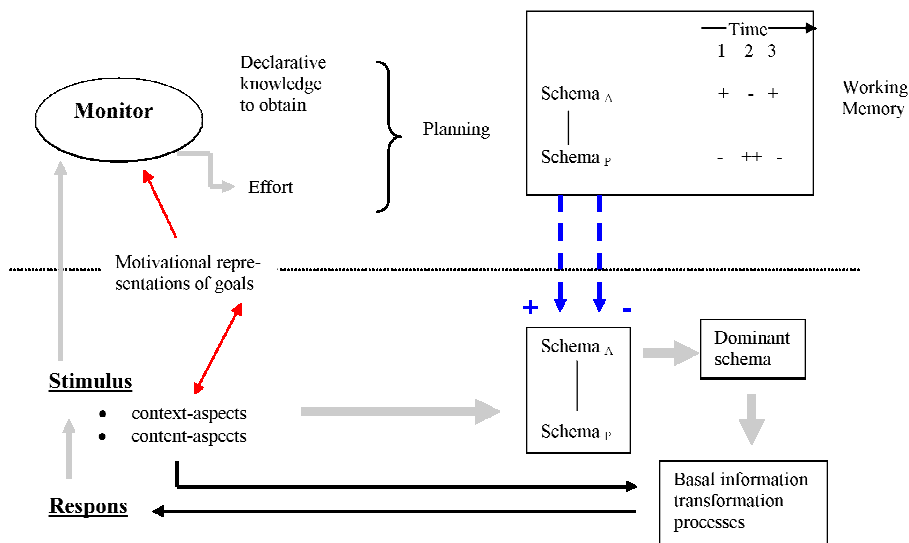 Time
1 2 3
Declarative
knowledge
to obtain
Monitor
Planning
Working
Memory
Schema A + - +
Schema P - ++ -
Effort
Motivational repre-
sentations of goals
+ -
Schema A
Dominant
schema
Stimulus
• context-aspects
• content-aspects
Schema P
Basal information
transformation
processes
Respons